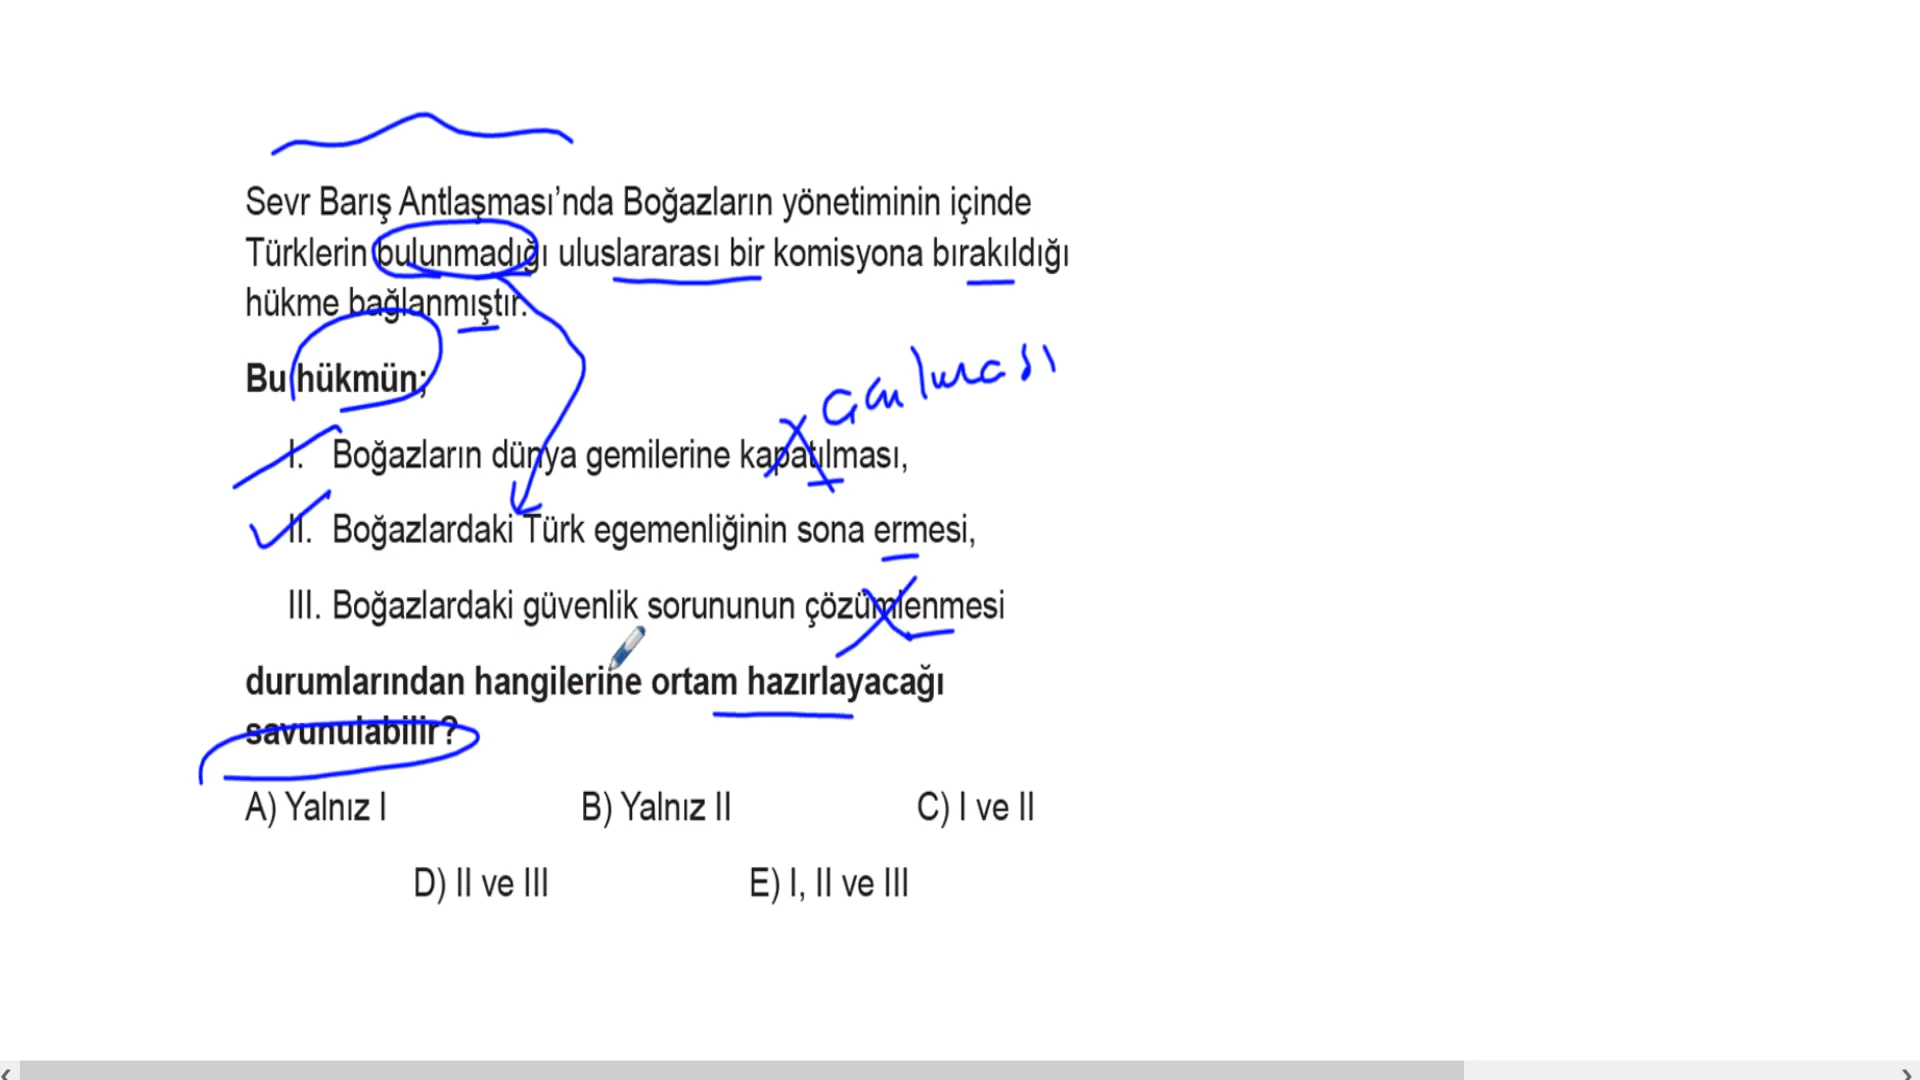 Sevr Barış Antlaşması’nda Boğazların yönetiminin içinde
Türklerin bulunmadığı uluslararası bir komisyona bırakıldığı
hükme bağlanmıştır.
Bu hükmün;
açılması
I. Boğazların dünya gemilerine kapatılması,
II. Boğazlardaki Türk egemenliğinin sona ermesi,
III. Boğazlardaki güvenlik sorununun çözümlenmesi
durumlarından hangilerine ortam hazırlayacağı
savunulabilir?
A) Yalnız I B) Yalnız II C) I ve II
D) II ve III E) I, II ve III